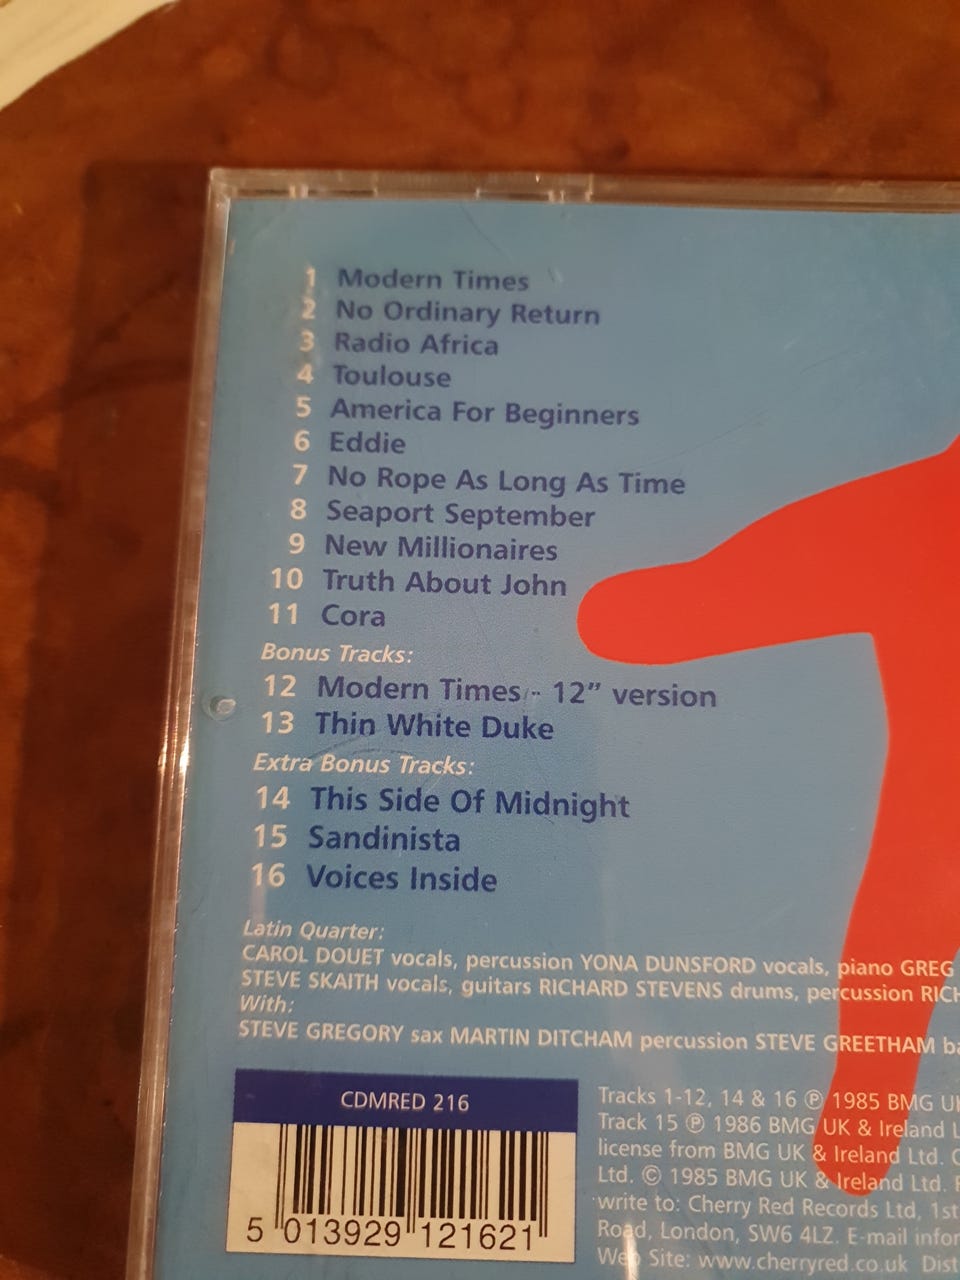 1 Modern Times
2 No Ordinary Return
3 Radio Africa
4 Toulouse
5 America For Beginners
6 Eddie
7 No Rope As Long As Time
8 Seaport September
9 New Millionaires
10 Truth About John
11 Cora
Bonus Tracks:
12 Modern Times - 12” version
13 Thin White Duke
Extra Bonus Tracks:
14 This Side Of Midnight
15 Sandinista
16 Voices Inside
Latin Quarter:
CAROL DOUET vocals, percussion YONA DUNSFORD vocals, piano GREG
STEVE SKAITH vocals, guitars RICHARD STEVENS drums, percussion RICH
With:
STEVE GREGORY sax MARTIN DITCHAM percussion STEVE GREETHAM ba
CDMRED 216
5 013929 121621
Tracks 1-12, 14 & 16 ℗ 1985 BMG UK
Track 15 ℗ 1986 BMG UK & Ireland L
license from BMG UK & Ireland Ltd.
Ltd. © 1985 BMG UK & Ireland Ltd.
write to: Cherry Red Records Ltd, 1st
Road, London, SW6 4LZ. E-mail infor
Web Site: www.cherryred.co.uk Dist